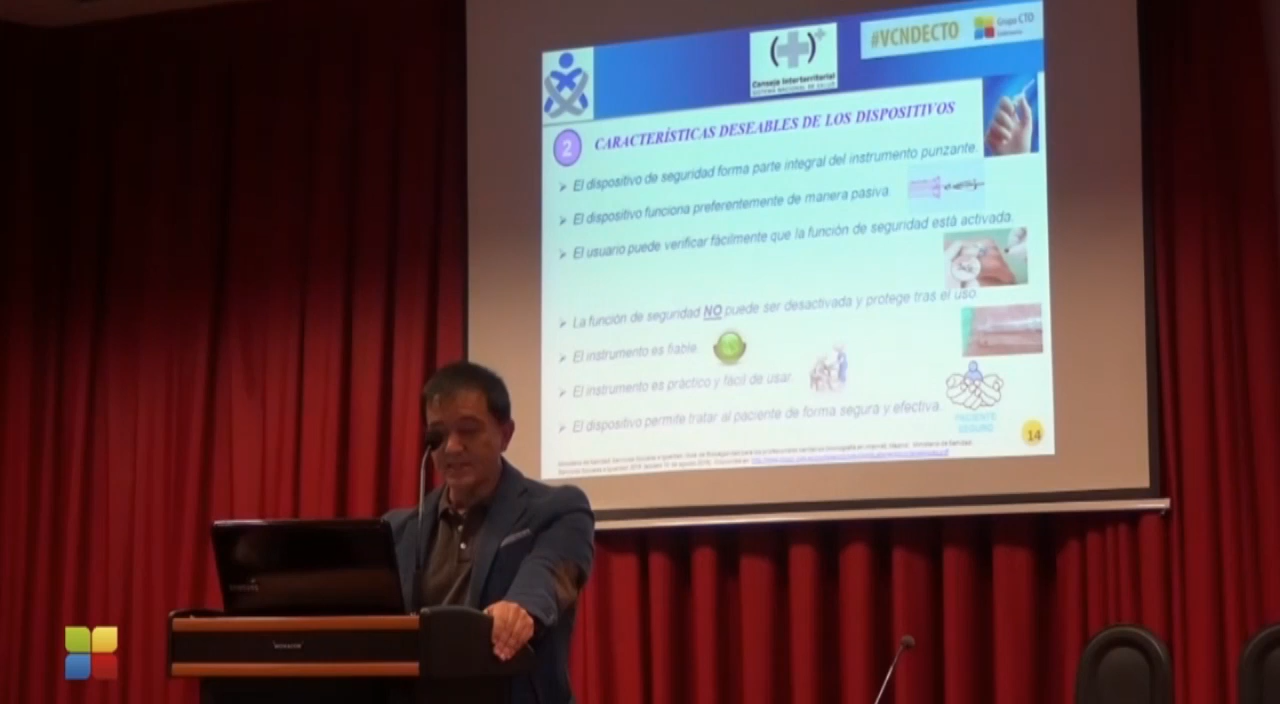 #VCNDECTO
Grupo CTO
Consejo Interterritorial
SISTEMA NACIONAL DE SALUD
2
CARACTERÍSTICAS DESEABLES DE LOS DISPOSITIVOS
➢ El dispositivo de seguridad forma parte integral del instrumento punzante.
➢ El dispositivo funciona preferentemente de manera pasiva.
➢ El usuario puede verificar fácilmente que la función de seguridad está activada.
➢ La función de seguridad NO puede ser desactivada y protege tras el uso.
➢ El instrumento es fiable.
➢ El instrumento es práctico y fácil de usar.
➢ El dispositivo permite tratar al paciente de forma segura y efectiva.
PACIENTE
SEGURO
14